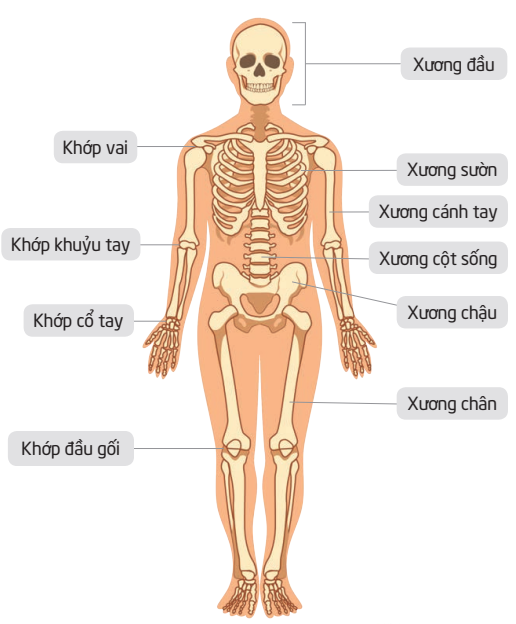 Xương đầu
Khớp vai
Xương sườn
Xương cánh tay
Khớp khuỷu tay
Xương cột sống
Xương chậu
Khớp cổ tay
Xương chân
Khớp đầu gối